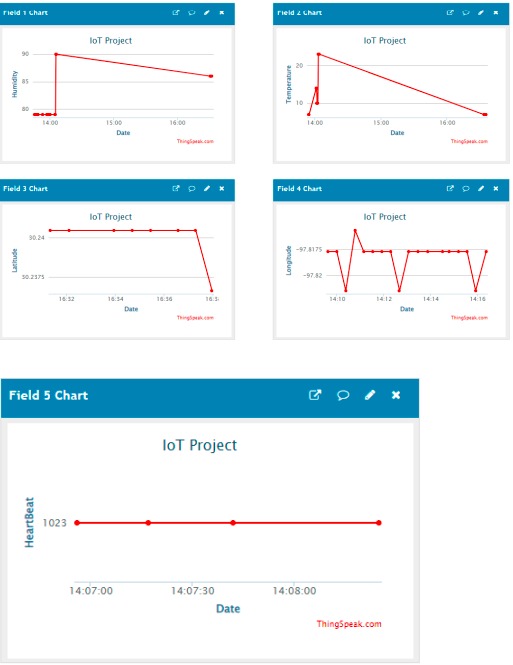 Field 1 Chart
IoT Project
Humidity
90
85
80
14:00 15:00 16:00
Date
ThingSpeak.com
Field 2 Chart
IoT Project
Temperature
20
10
14:00 15:00 16:00
Date
ThingSpeak.com
Field 3 Chart
IoT Project
Latitude
30.24
30.2375
16:32 16:34 16:36 16:3
Date
ThingSpeak.com
Field 4 Chart
IoT Project
Longitude
-97.8175
-97.82
14:10 14:12 14:14 14:16
Date
ThingSpeak.com
Field 5 Chart
IoT Project
HeartBeat
1023
14:07:00 14:07:30 14:08:00
Date
ThingSpeak.com